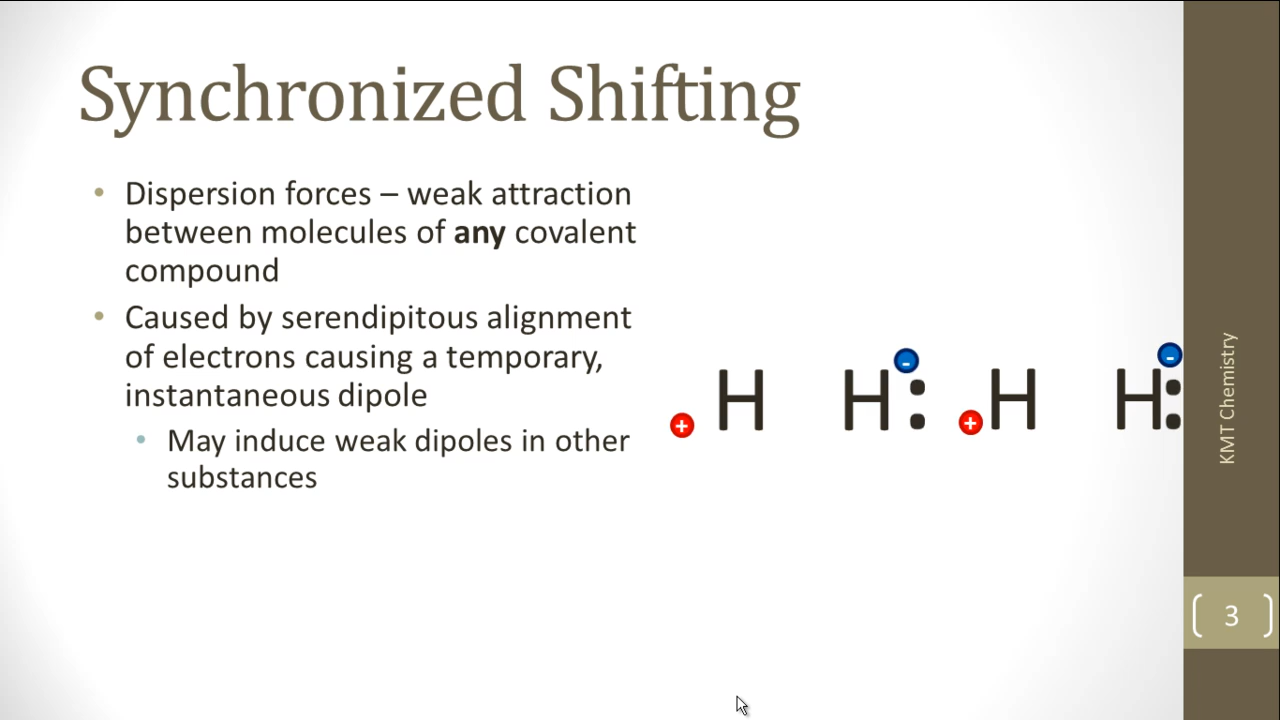 Synchronized Shifting
• Dispersion forces – weak attraction
between molecules of any covalent
compound
• Caused by serendipitous alignment
of electrons causing a temporary,
instantaneous dipole
• May induce weak dipoles in other
substances
+ H H - : + H H - :
KMT Chemistry
3